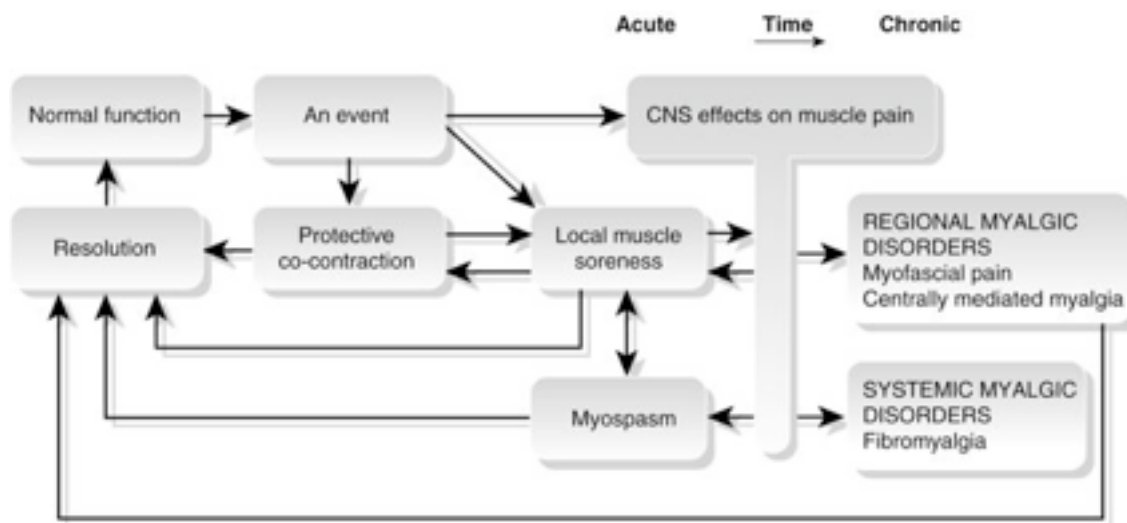 Acute Time Chronic
Normal function
An event
CNS effects on muscle pain
Resolution
Protective
co-contraction
Local muscle
soreness
REGIONAL MYALGIC
DISORDERS
Myofascial pain
Centrally mediated myalgia
Myospasm
SYSTEMIC MYALGIC
DISORDERS
Fibromyalgia